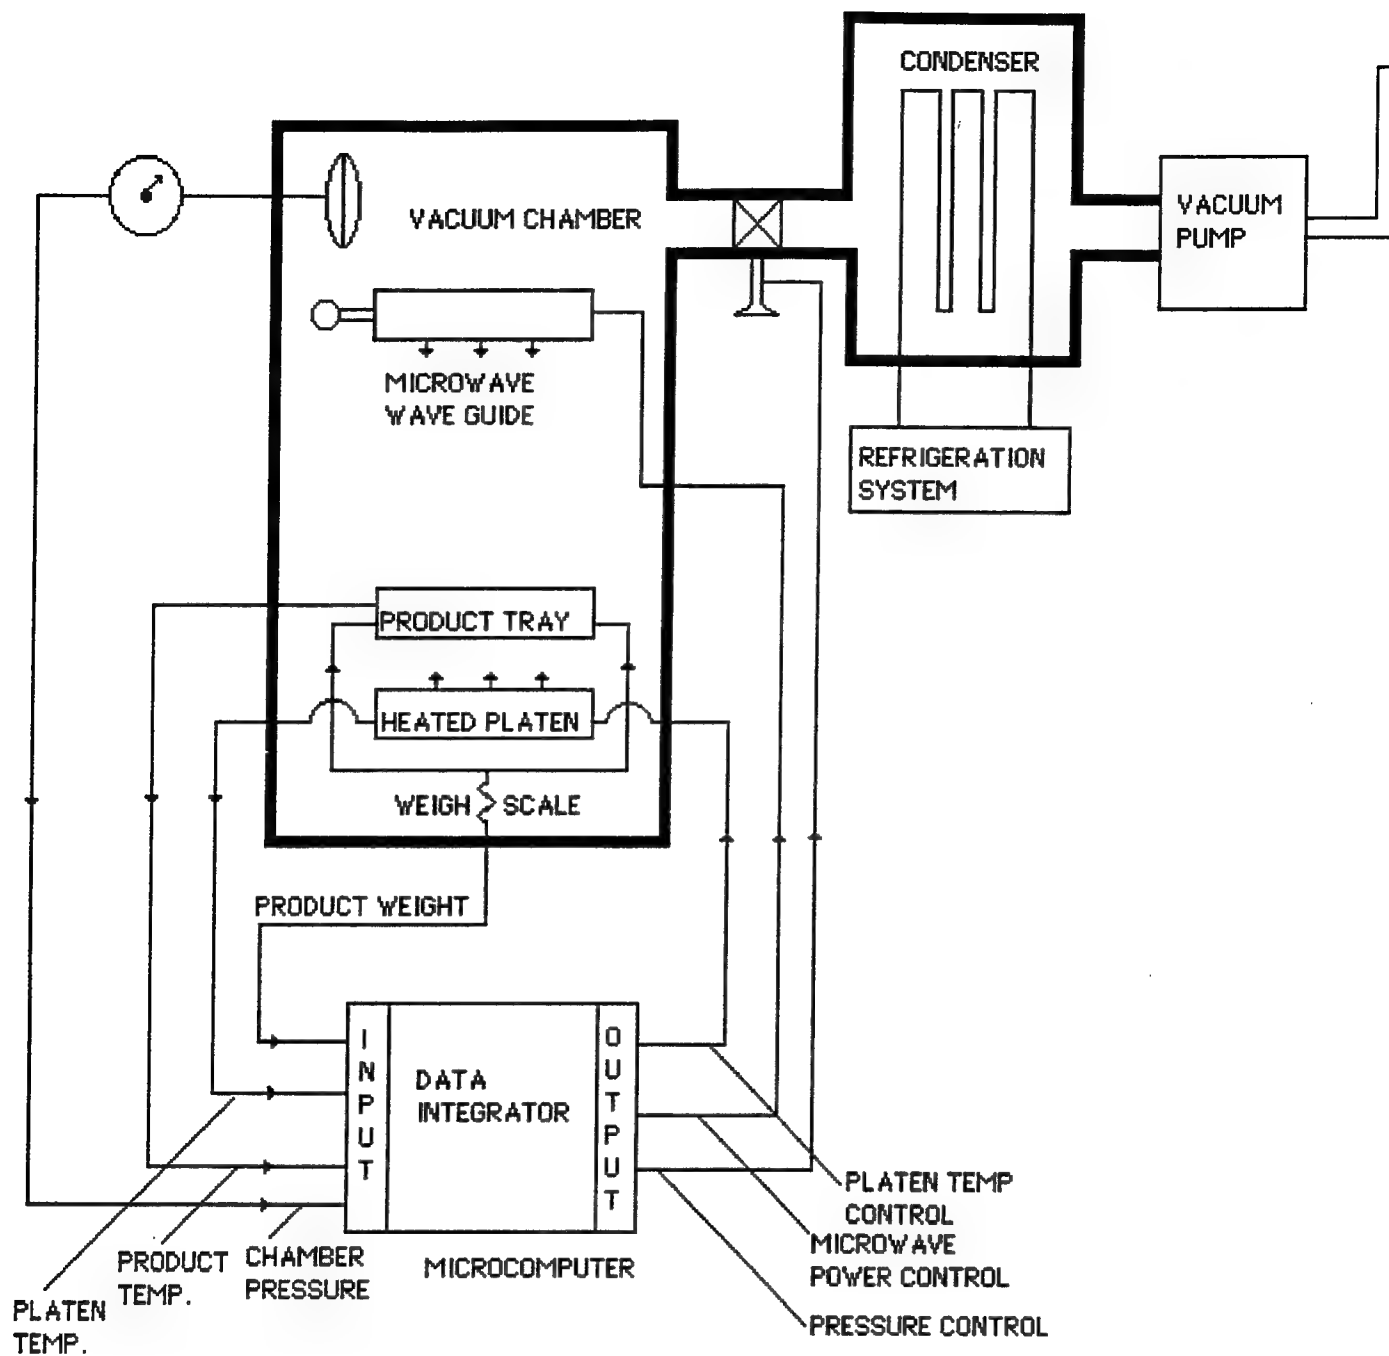 CONDENSER
VACUUM CHAMBER
VACUUM
PUMP
MICROWAVE
WAVE GUIDE
REFRIGERATION
SYSTEM
PRODUCT TRAY
HEATED PLATEN
WEIGH SCALE
PRODUCT WEIGHT
INPUT
DATA
INTEGRATOR
OUTPUT
MICROCOMPUTER
PLATEN TEMP
CONTROL
MICROWAVE
POWER CONTROL
PRESSURE CONTROL
CHAMBER
PRESSURE
PRODUCT
TEMP.
PLATEN
TEMP.